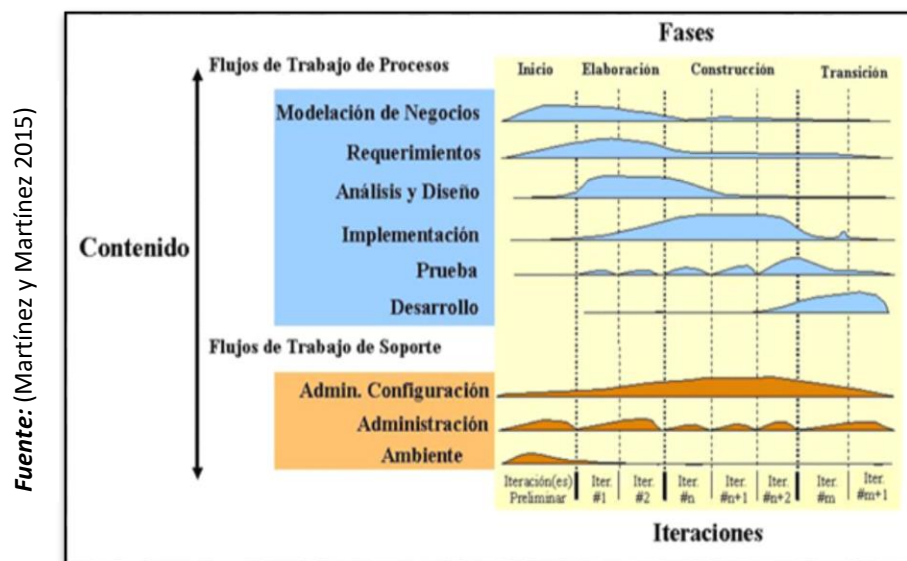 Fuente: (Martínez y Martínez 2015)
Fases
Flujos de Trabajo de Procesos
Inicio Elaboración Construcción Transición
Modelación de Negocios
Requerimientos
Análisis y Diseño
Implementación
Contenido
Prueba
Desarrollo
Flujos de Trabajo de Soporte
Admin. Configuración
Administración
Ambiente
Iteración(es) Preliminar
Iter. #1
Iter. #2
Iter. #n
Iter. #n+1
Iter. #n+2
Iter. #m
Iter. #m+1
Iteraciones